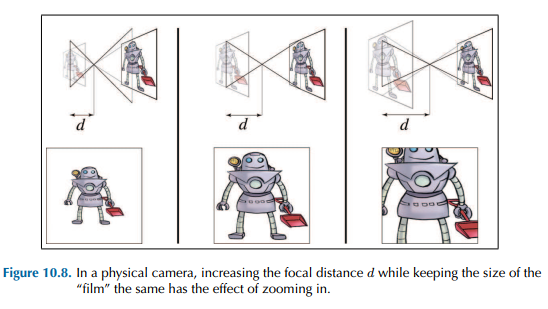 d
d
d
Figure 10.8. In a physical camera, increasing the focal distance d while keeping the size of the
“film” the same has the effect of zooming in.